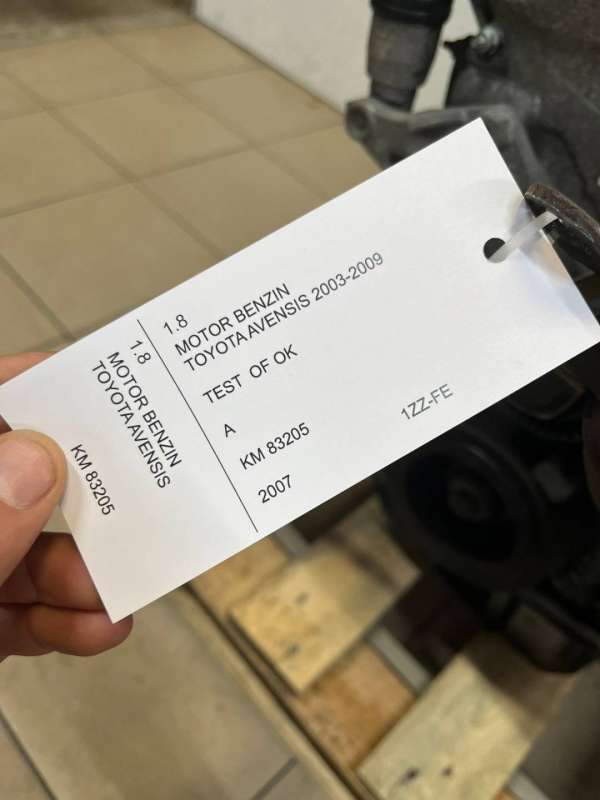 1.8
MOTOR BENZIN
TOYOTA AVENSIS
KM 83205
1.8
MOTOR BENZIN
TOYOTA AVENSIS 2003-2009
TEST OF OK
A
KM 83205
1ZZ-FE
2007